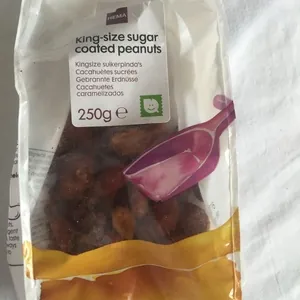 HEMA
King-size sugar
coated peanuts
Kingsize suikerpinda's
Cacahuètes sucrées
Gebrannte Erdnüsse
Cacahuetes
caramelizados
250g e